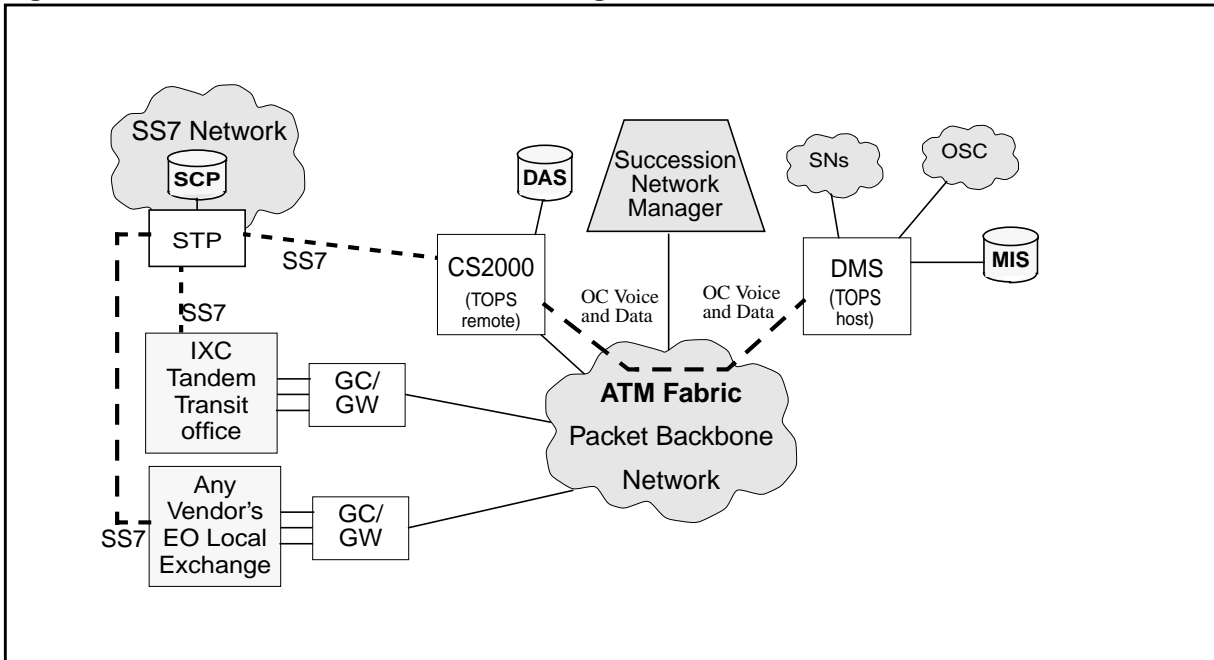 SS7 Network
SCP
STP
SS7
SS7
DAS
Succession
Network
Manager
SNs
OSC
MIS
CS2000
(TOPS
remote)
OC Voice
and Data
OC Voice
and Data
DMS
(TOPS
host)
IXC
Tandem
Transit
office
GC/
GW
ATM Fabric
Packet Backbone
Network
Any
Vendor's
EO Local
Exchange
SS7
GC/
GW